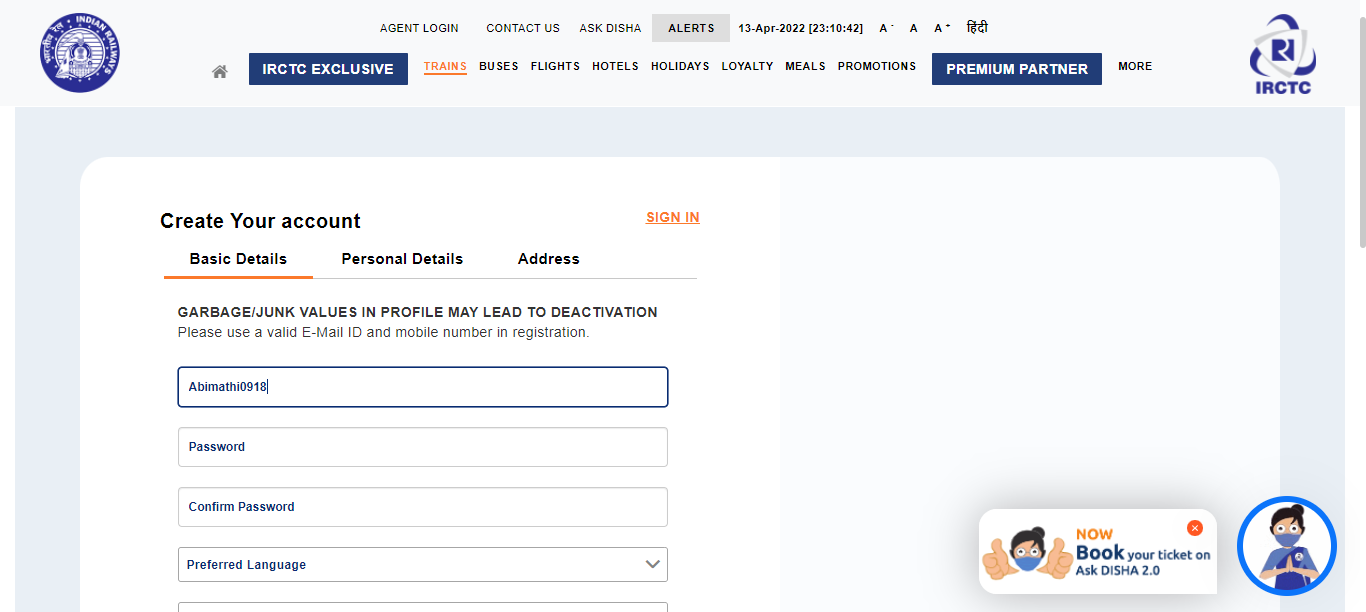 AGENT LOGIN CONTACT US ASK DISHA ALERTS 13-Apr-2022 [23:10:42] A - A A + हिंदी
INDIAN RAILWAYS
भारतीय रेल
IRCTC EXCLUSIVE TRAINS BUSES FLIGHTS HOTELS HOLIDAYS LOYALTY MEALS PROMOTIONS PREMIUM PARTNER MORE
IRCTC
Create Your account
SIGN IN
Basic Details Personal Details Address
GARBAGE/JUNK VALUES IN PROFILE MAY LEAD TO DEACTIVATION
Please use a valid E-Mail ID and mobile number in registration.
Abimathi0918
Password
Confirm Password
Preferred Language
NOW
Book your ticket on
Ask DISHA 2.0